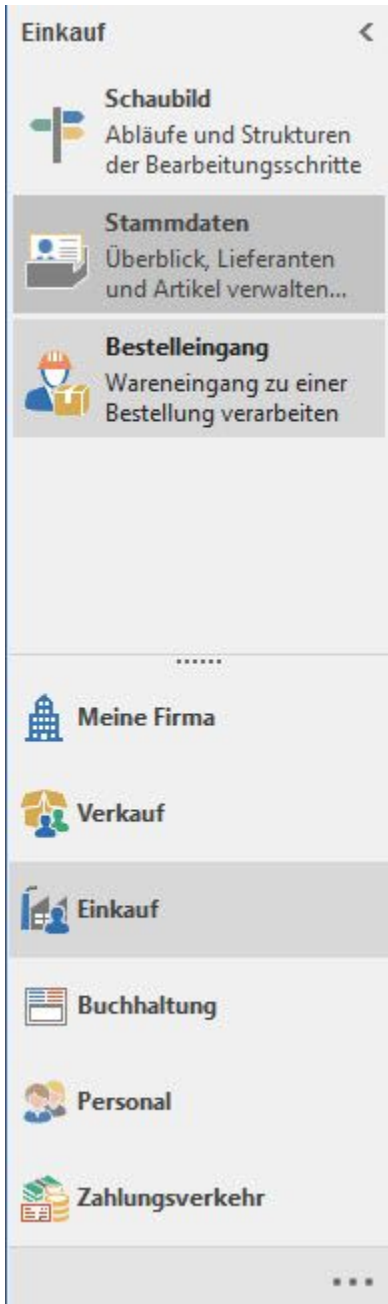 Einkauf
Schaubild
Abläufe und Strukturen
der Bearbeitungsschritte
Stammdaten
Überblick, Lieferanten
und Artikel verwalten...
Bestelleingang
Wareneingang zu einer
Bestellung verarbeiten
Meine Firma
Verkauf
Einkauf
Buchhaltung
Personal
Zahlungsverkehr